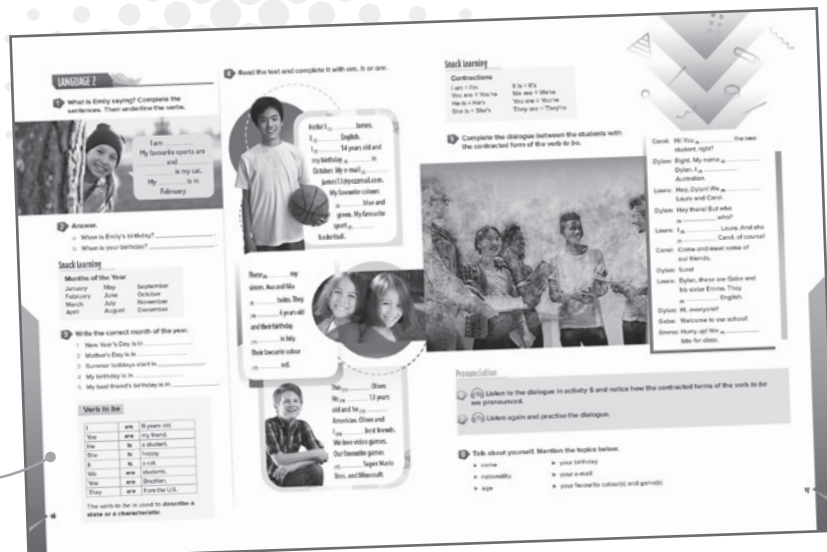 LANGUAGE 2
1 What is Emily saying? Complete the
sentences. Then underline the verbs.
I am
My favourite sports are
and
is my cat.
My is in
February.
2 Answer.
a When is Emily's birthday?
b When is your birthday?
Snack Learning
Months of the Year
January May September
February June October
March July November
April August December
3 Write the correct month of the year.
1 New Year's Day is in
2 Mother's Day is in
3 Summer holidays start in
4 My birthday is in
5 My best friend's birthday is in
Verb to be
I are 11 years old.
You are my friend.
He is a student.
She is happy.
It is a cat.
We are students.
You are Brazilian.
They are from the U.S.
The verb to be is used to describe a
state or a characteristic.
4 Read the text and complete it with am, is or are.
Hello! I James.
I English.
I 14 years old and
my birthday in
October. My e-mail
My favourite colours
blue and
green. My favourite
sport
basketball.
These my
sisters. Ava and Mia
twins. They
6 years old
and their birthday
is July.
Their favourite colour
red.
This Oliver.
He 13 years
old and he
American. Oliver and
I best friends.
We love video games.
Our favourite games
Super Mario
Bros. and Minecraft.
Snack Learning
Contractions
I am = I'm It is = It's
You are = You're We are = We're
He is = He's You are = You're
She is = She's They are = They're
5 Complete the dialogue between the students with
the contracted form of the verb to be.
Carol: Hi! You the new
student, right?
Dylan: Right. My name
Dylan. I
Australian.
Laura: Hey, Dylan! We
Laura and Carol.
Dylan: Hey there! But who
who?
Laura: I Laura. And she
Carol, of course!
Carol: Come and meet some of
our friends.
Dylan: Sure!
Laura: Dylan, these are Gabe and
his sister Emma. They
English.
Dylan: Hi, everyone!
Gabe: Welcome to our school!
Emma: Hurry up! We
late for class.
Pronunciation
Listen to the dialogue in activity 5 and notice how the contracted forms of the verb to be
are pronounced.
Listen again and practise the dialogue.
6 Talk about yourself. Mention the topics below.
name your birthday
nationality your e-mail
age your favourite colour(s) and game(s)